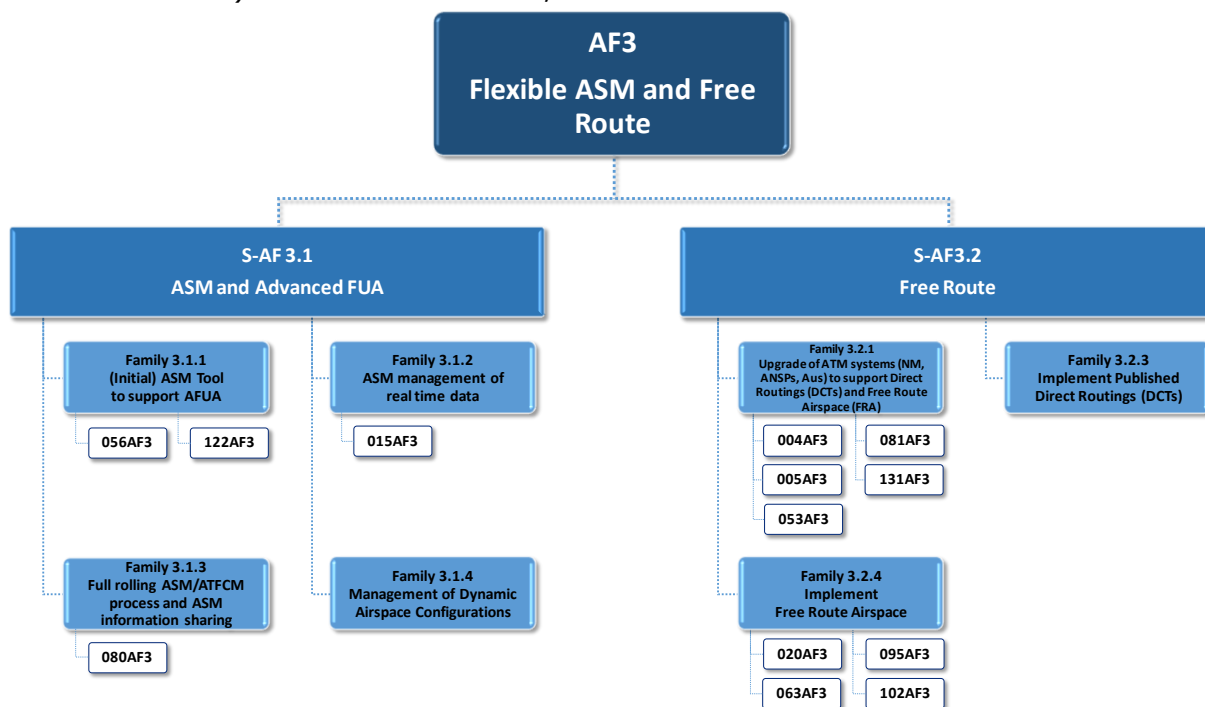 AF3
Flexible ASM and Free
Route
S-AF 3.1
ASM and Advanced FUA
S-AF3.2
Free Route
Family 3.1.1
(Initial) ASM Tool
to support AFUA
056AF3
122AF3
Family 3.1.2
ASM management of
real time data
015AF3
Family 3.1.3
Full rolling ASM/ATFCM
process and ASM
information sharing
080AF3
Family 3.1.4
Management of Dynamic
Airspace Configurations
Family 3.2.1
Upgrade of ATM systems (NM,
ANSPs, Aus) to support Direct
Routings (DCTs) and Free Route
Airspace (FRA)
004AF3
081AF3
005AF3
131AF3
053AF3
Family 3.2.3
Implement Published
Direct Routings (DCTs)
Family 3.2.4
Implement
Free Route Airspace
020AF3
095AF3
063AF3
102AF3